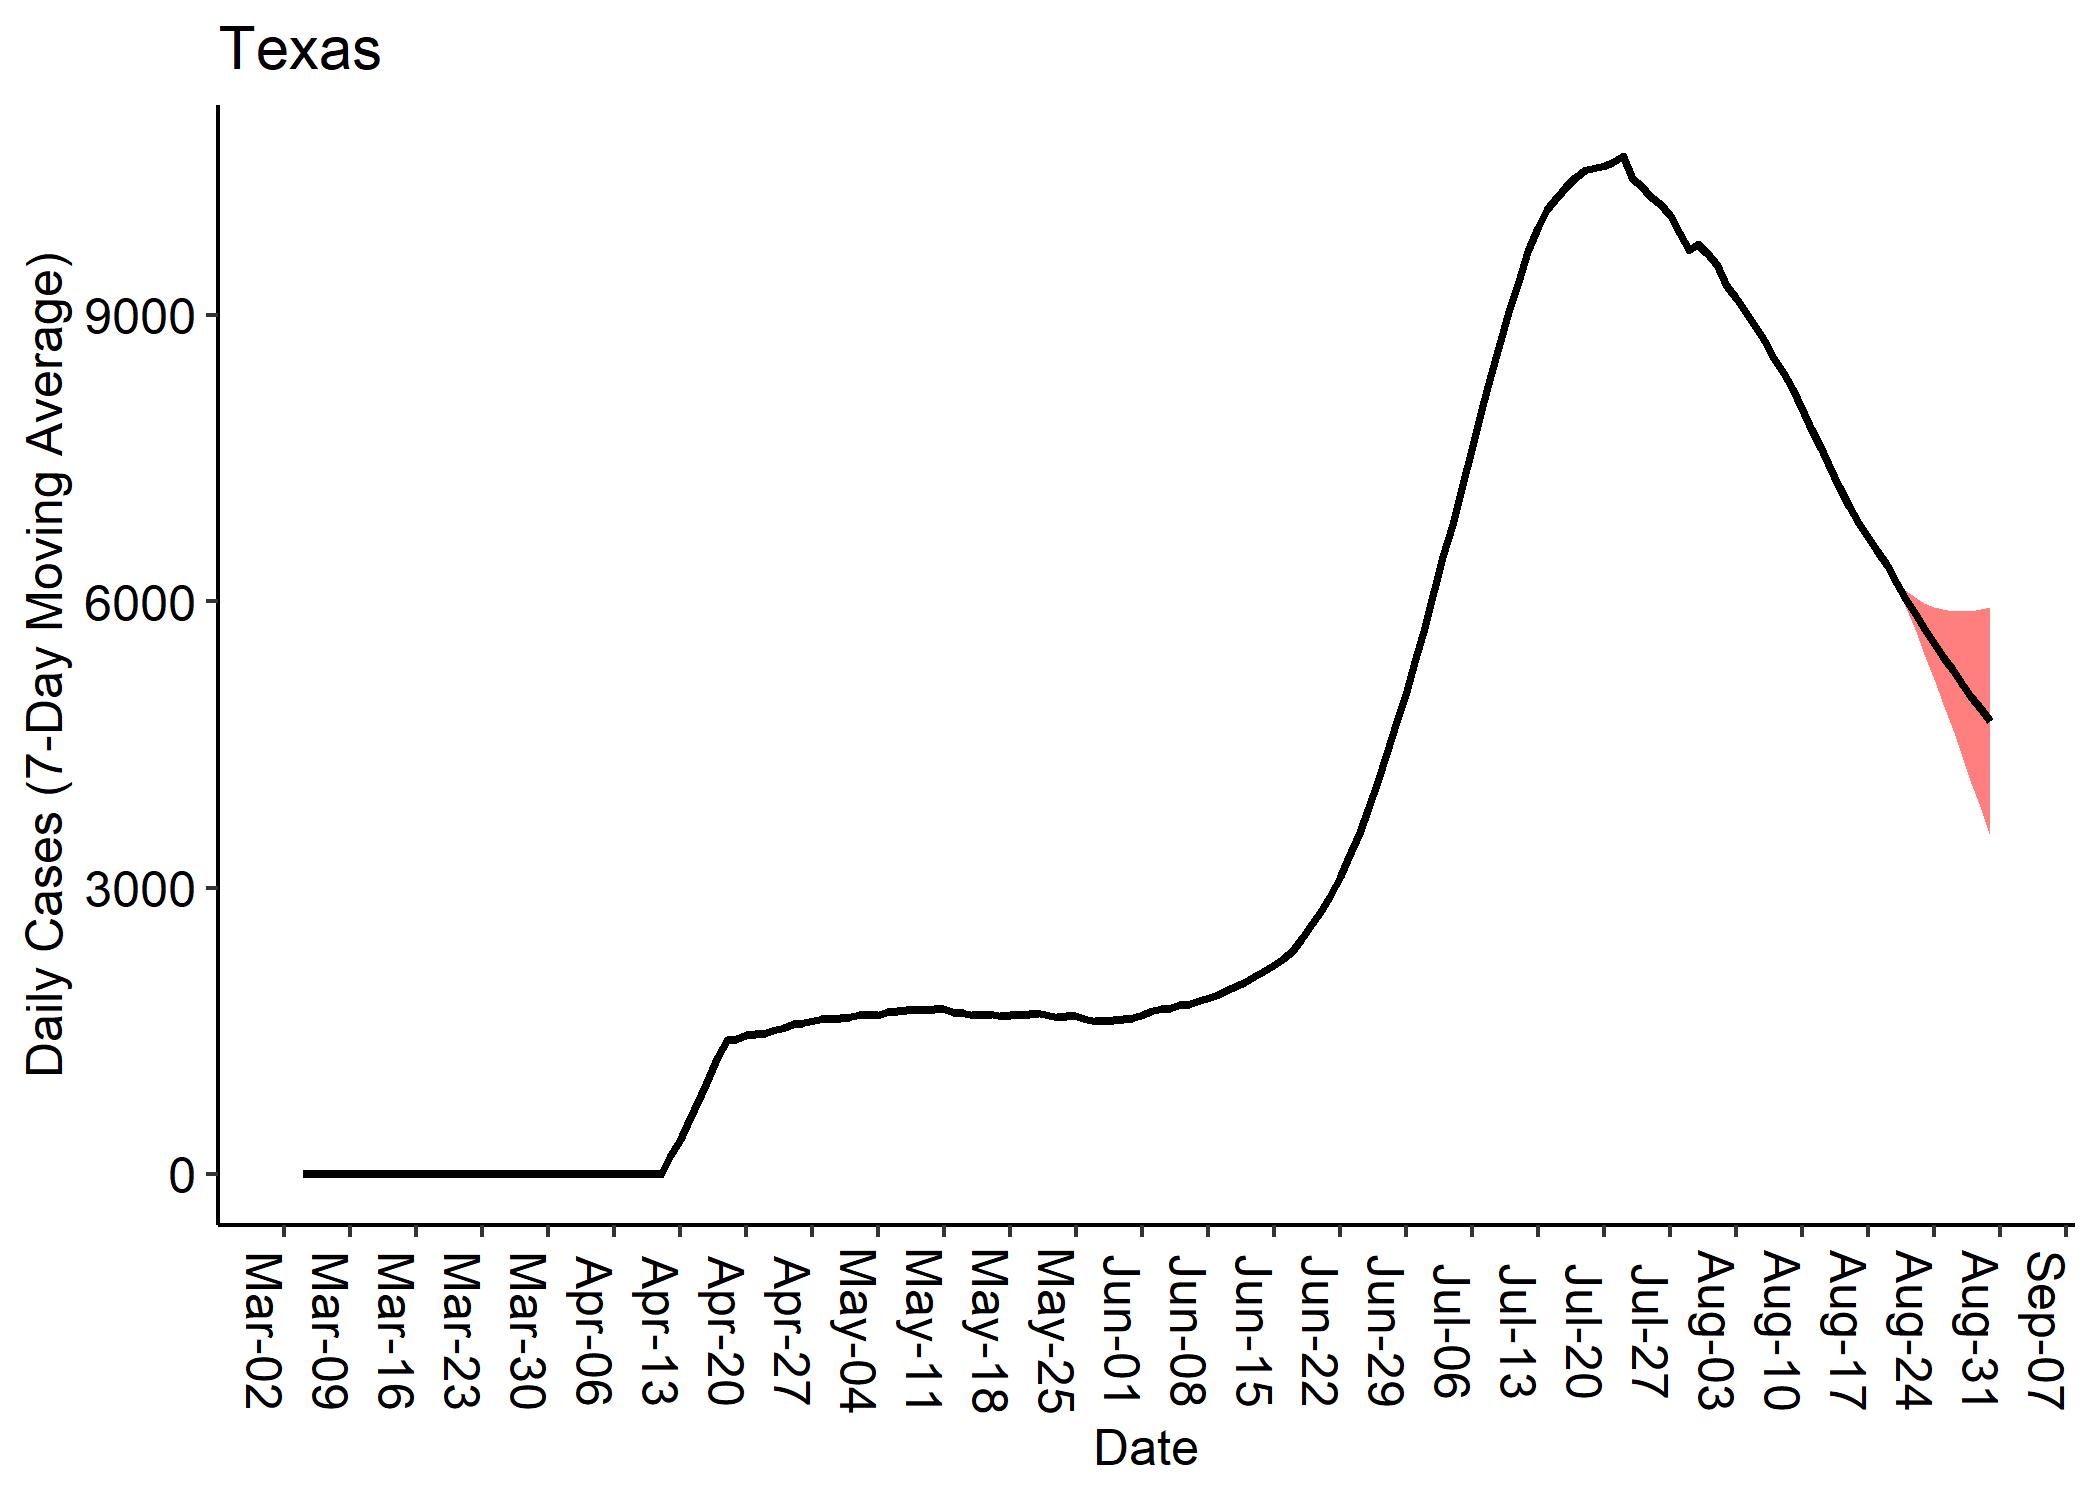 Texas
Daily Cases (7-Day Moving Average)
9000
6000
3000
0
Mar-02
Mar-09
Mar-16
Mar-23
Mar-30
Apr-06
Apr-13
Apr-20
Apr-27
May-04
May-11
May-18
May-25
Jun-01
Jun-08
Jun-15
Jun-22
Jun-29
Jul-06
Jul-13
Jul-20
Jul-27
Aug-03
Aug-10
Aug-17
Aug-24
Aug-31
Sep-07
Date